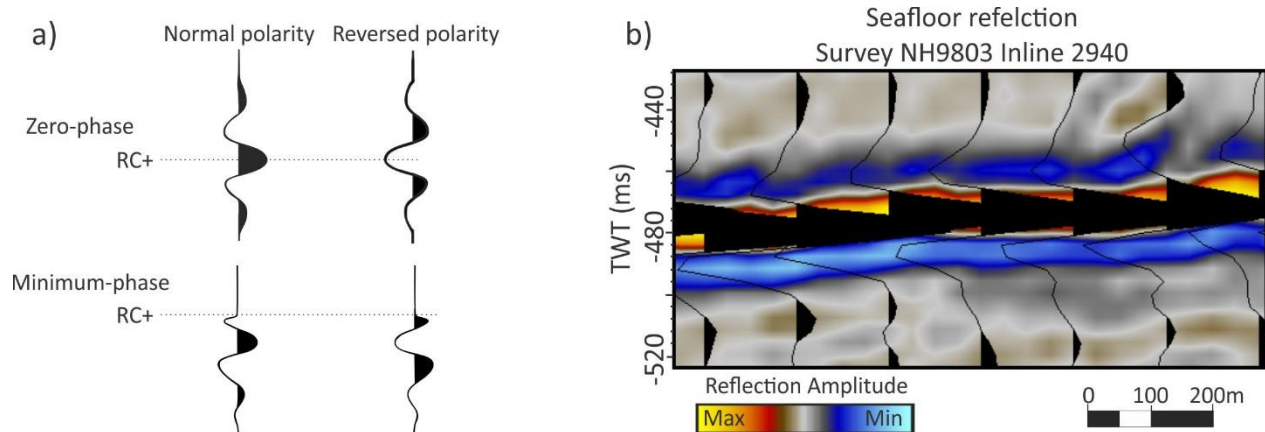 a)
Normal polarity
Reversed polarity
Zero-phase
RC+
Minimum-phase
RC+
b)
Seafloor refelction
Survey NH9803 Inline 2940
TWT (ms)
-440
-480
-520
Reflection Amplitude
Max
Min
0
100
200m